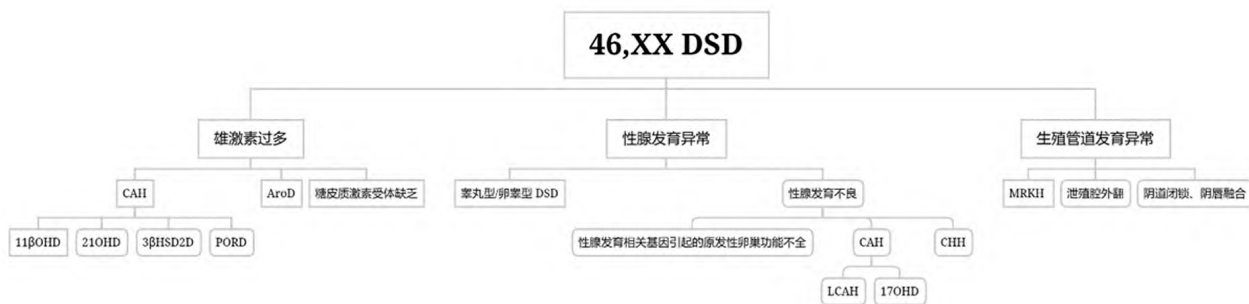 46,XX DSD
雄激素过多
性腺发育异常
生殖管道发育异常
CAH
AroD
糖皮质激素受体缺乏
睾丸型/卵睾型 DSD
性腺发育不良
MRKH
泄殖腔外翻
阴道闭锁、阴唇融合
11βOHD
21OHD
3βHSD2D
PORD
性腺发育相关基因引起的原发性卵巢功能不全
CAH
CHH
LCAH
17OHD